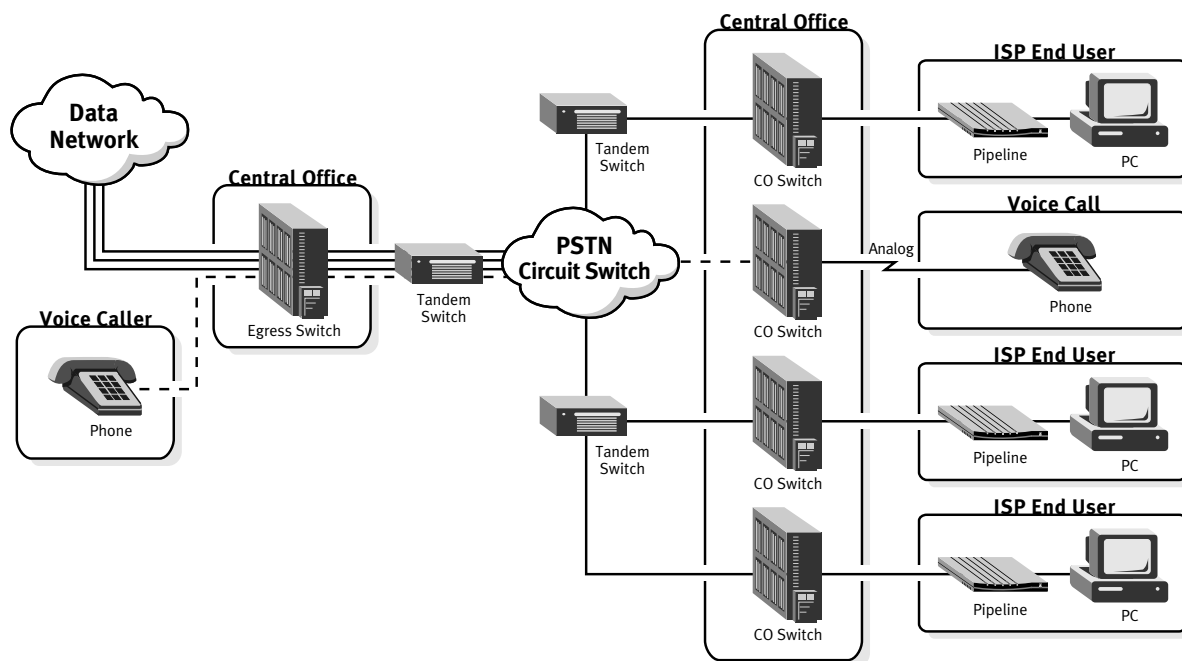 Central Office
ISP End User
Pipeline
PC
Tandem
Switch
CO Switch
Data
Network
Central Office
Egress Switch
Tandem
Switch
PSTN
Circuit Switch
CO Switch
Voice Call
Analog
Phone
Voice Caller
Phone
ISP End User
Tandem
Switch
CO Switch
Pipeline
PC
ISP End User
CO Switch
Pipeline
PC